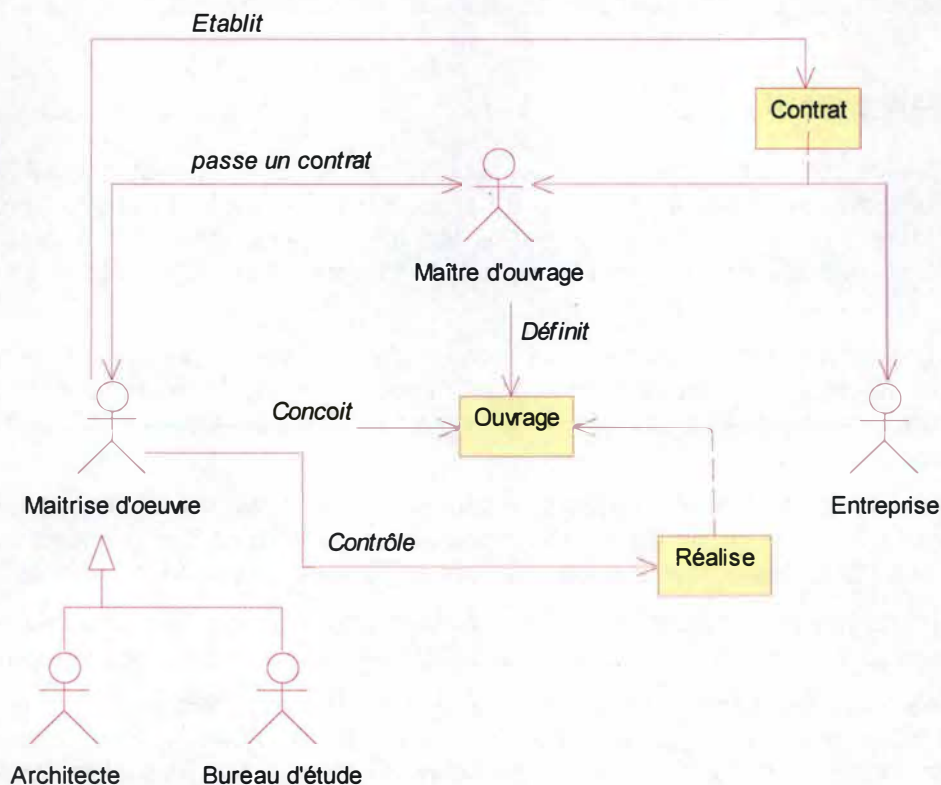 Etablit
Contrat
passe un contrat
Maître d'ouvrage
Définit
Concoit
Ouvrage
Maitrise d'oeuvre
Entreprise
Contrôle
Réalise
Architecte
Bureau d'étude